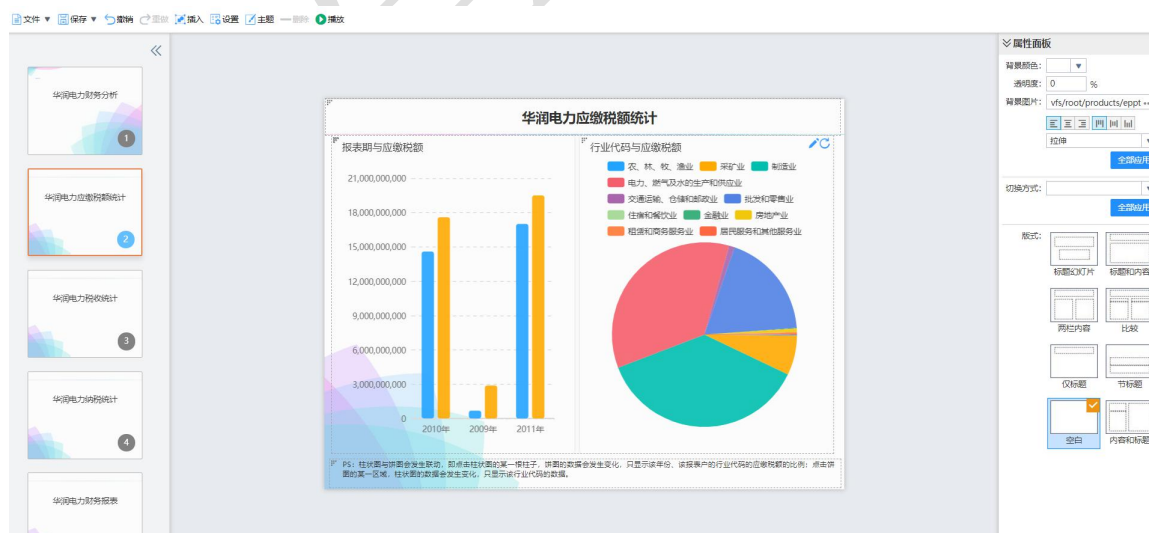 文件 ▼ 保存 ▼ 撤销 重做 插入 设置 主题 删除 播放
华润电力财务分析
1
华润电力应缴税额统计
2
华润电力税收统计
3
华润电力纳税统计
4
华润电力财务报表
华润电力应缴税额统计
报表期与应缴税额
21,000,000,000
18,000,000,000
15,000,000,000
12,000,000,000
9,000,000,000
6,000,000,000
3,000,000,000
0
2010年 2009年 2011年
行业代码与应缴税额
农、林、牧、渔业 采矿业 制造业
电力、燃气及水的生产和供应业
交通运输、仓储和邮政业 批发和零售业
住宿和餐饮业 金融业 房地产业
租赁和商务服务业 居民服务和其他服务业
PS: 柱状图与饼图会发生联动, 即点击柱状图的某一根柱子, 饼图的数据会发生变化, 只显示该年份、该报表户的行业代码的应缴税额的比例; 点击饼
图的某一区域, 柱状图的数据会发生变化, 只显示该行业代码的数据。
属性面板
背景颜色:
透明度: 0 %
背景图片: vfs/root/products/eppt
拉伸
全部应用
切换方式:
全部应用
版式:
标题幻灯片 标题和内容
两栏内容 比较
仅标题 节标题
空白 内容和标题